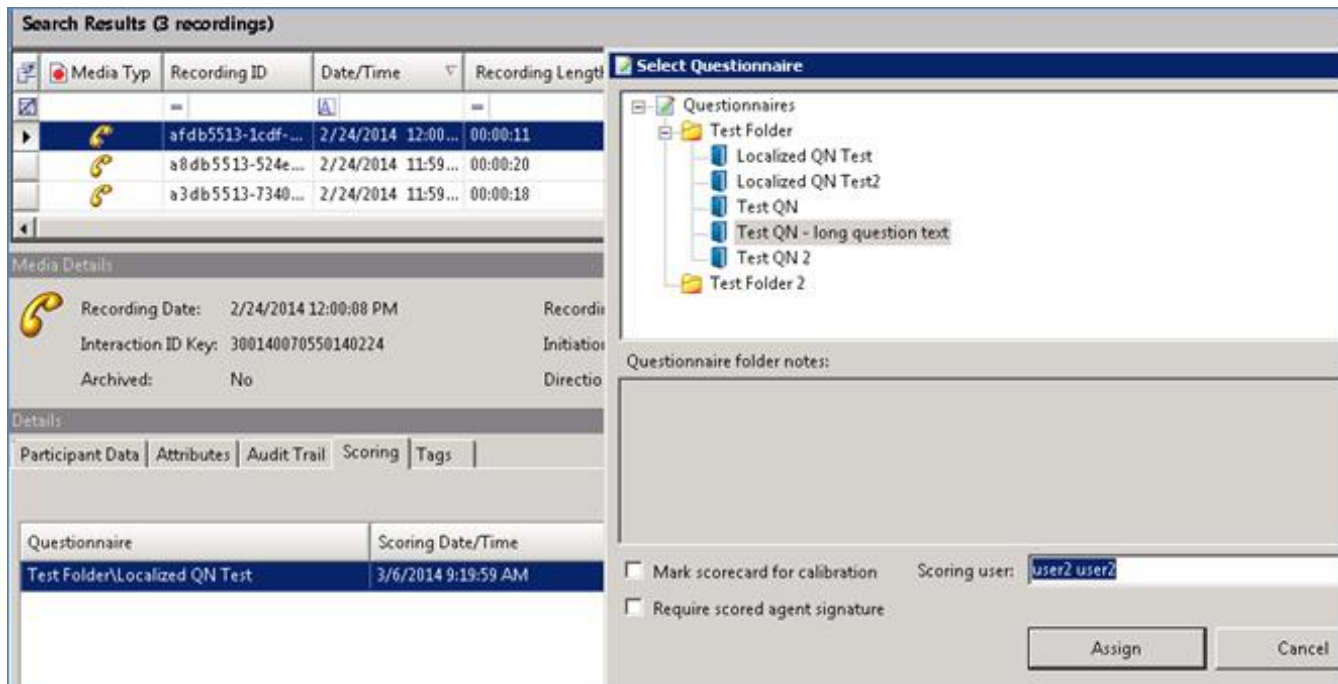 Search Results (3 recordings)
Media Typ Recording ID Date/Time Recording Lengt
= A =
afdb5513-1cdf-... 2/24/2014 12:00... 00:00:11
a8db5513-524e... 2/24/2014 11:59... 00:00:20
a3db5513-7340... 2/24/2014 11:59... 00:00:18
Media Details
Recording Date: 2/24/2014 12:00:08 PM Recordi
Interaction ID Key: 300140070550140224 Initiatio
Archived: No Directio
Details
Participant Data Attributes Audit Trail Scoring Tags
Questionnaire Scoring Date/Time
Test Folder\Localized QN Test 3/6/2014 9:19:59 AM
Select Questionnaire
Questionnaires
Test Folder
Localized QN Test
Localized QN Test2
Test QN
Test QN - long question text
Test QN 2
Test Folder 2
Questionnaire folder notes:
Mark scorecard for calibration Scoring user: user2 user2
Require scored agent signature
Assign Cancel